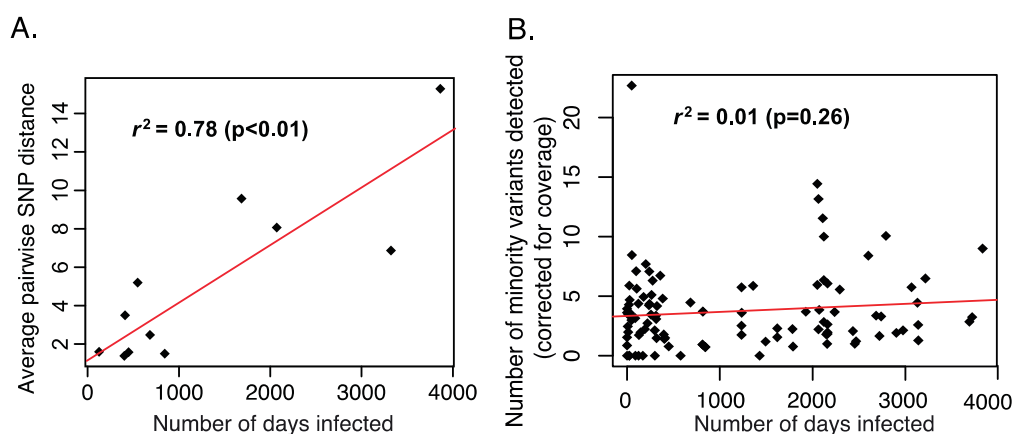 A.
Average pairwise SNP distance
14
12
10
8
6
4
2
r² = 0.78 (p<0.01)
0 1000 2000 3000 4000
Number of days infected
B.
Number of minority variants detected
(corrected for coverage)
20
15
10
5
0
r² = 0.01 (p=0.26)
0 1000 2000 3000 4000
Number of days infected